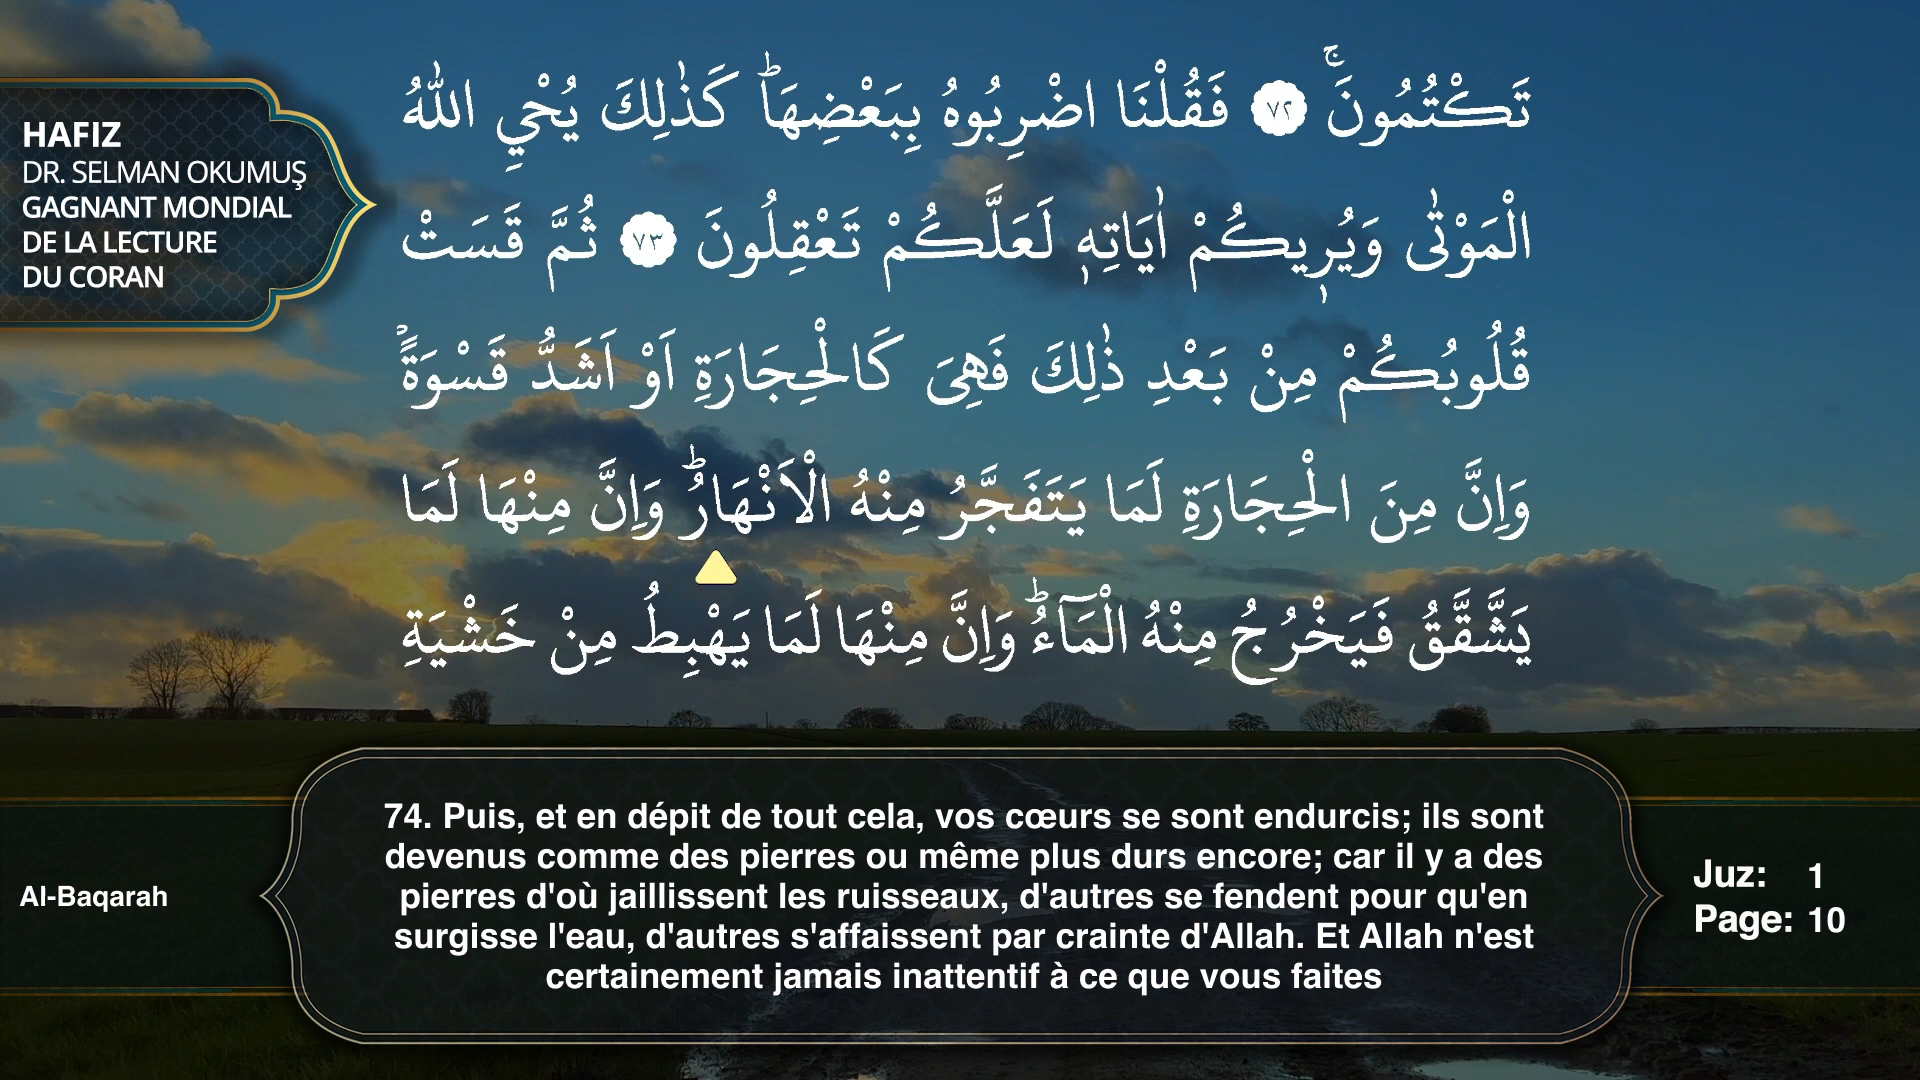 HAFIZ
DR. SELMAN OKUMUŞ
GAGNANT MONDIAL
DE LA LECTURE
DU CORAN
تَكْتُمُونَۚ ﴿٧٢﴾ فَقُلْنَا اضْرِبُوهُ بِبَعْضِهَاۜ كَذٰلِكَ يُحْيِ اللّٰهُ
الْمَوْتٰى وَيُر۪يكُمْ اٰيَاتِه۪ لَعَلَّكُمْ تَعْقِلُونَ ﴿٧٣﴾ ثُمَّ قَسَتْ
قُلُوبُكُمْ مِنْ بَعْدِ ذٰلِكَ فَهِىَ كَالْحِجَارَةِ اَوْ اَشَدُّ قَسْوَةًۜ
وَاِنَّ مِنَ الْحِجَارَةِ لَمَا يَتَفَجَّرُ مِنْهُ الْاَنْهَارُۜ وَاِنَّ مِنْهَا لَمَا
يَشَّقَّقُ فَيَخْرُجُ مِنْهُ الْمَٓاءُۜ وَاِنَّ مِنْهَا لَمَا يَهْبِطُ مِنْ خَشْيَةِ
74. Puis, et en dépit de tout cela, vos cœurs se sont endurcis; ils sont
devenus comme des pierres ou même plus durs encore; car il y a des
pierres d'où jaillissent les ruisseaux, d'autres se fendent pour qu'en
surgisse l'eau, d'autres s'affaissent par crainte d'Allah. Et Allah n'est
certainement jamais inattentif à ce que vous faites
Al-Baqarah
Juz: 1
Page: 10